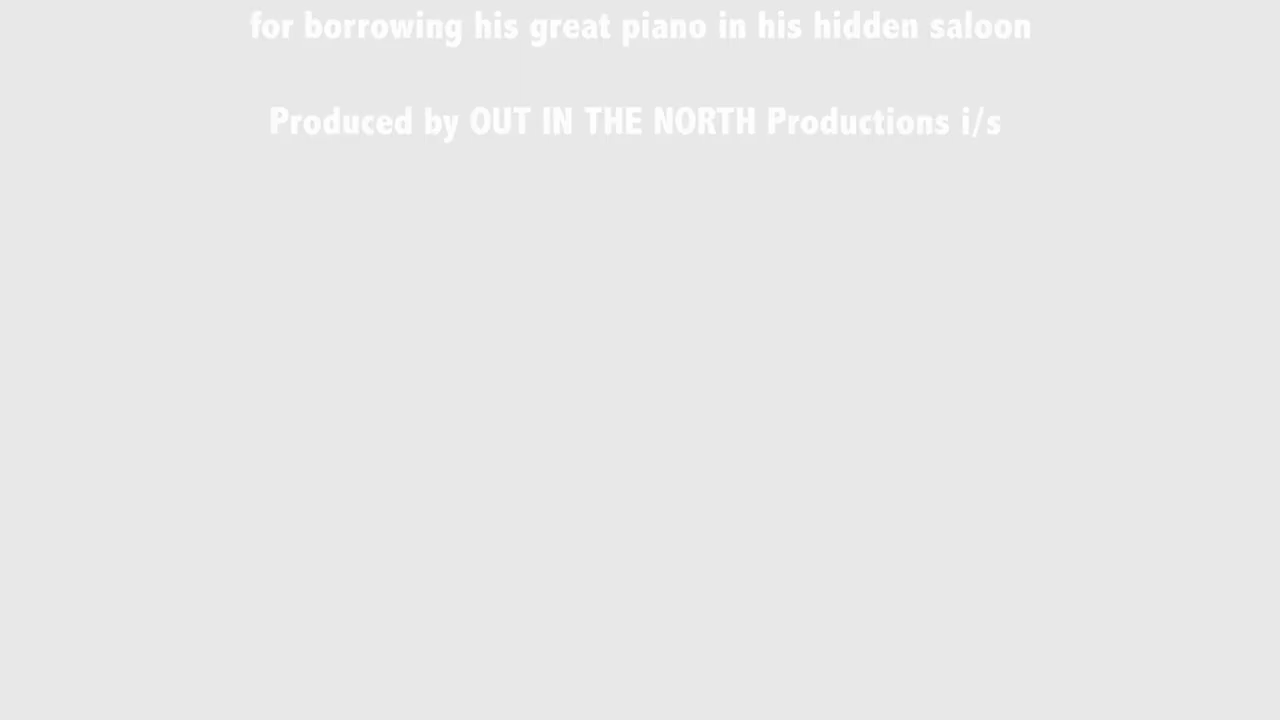 for borrowing his great piano in his hidden saloon
Produced by OUT IN THE NORTH Productions i/s